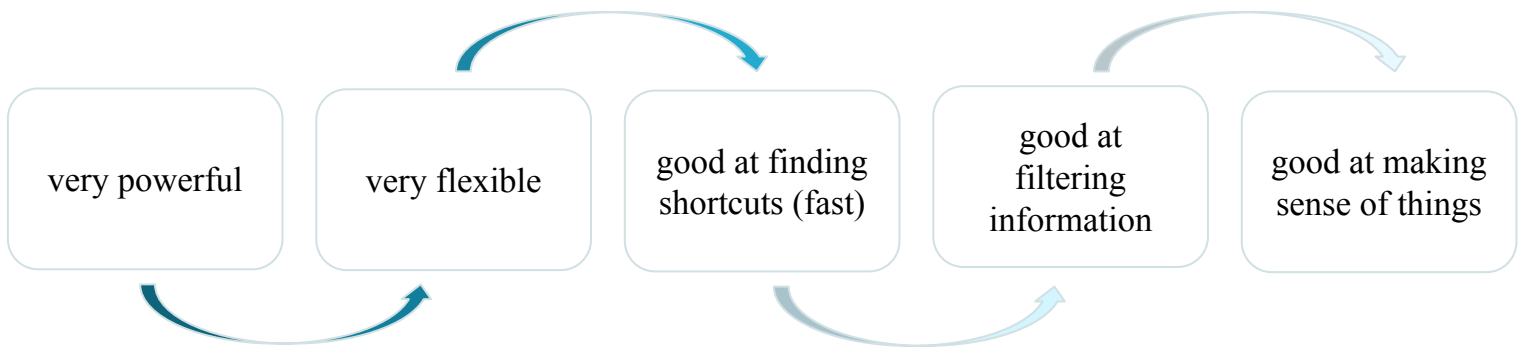 very powerful
very flexible
good at finding
shortcuts (fast)
good at
filtering
information
good at making
sense of things